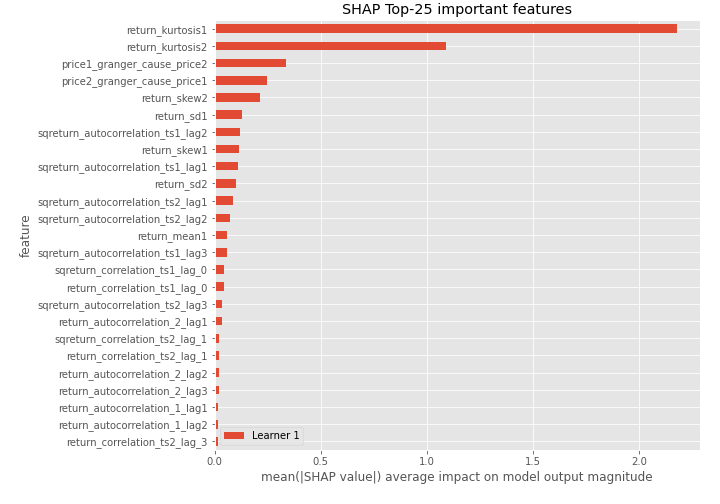 SHAP Top-25 important features
return_kurtosis1
return_kurtosis2
price1_granger_cause_price2
price2_granger_cause_price1
return_skew2
return_sd1
sqreturn_autocorrelation_ts1_lag2
return_skew1
sqreturn_autocorrelation_ts1_lag1
return_sd2
sqreturn_autocorrelation_ts2_lag1
sqreturn_autocorrelation_ts2_lag2
return_mean1
sqreturn_autocorrelation_ts1_lag3
sqreturn_correlation_ts1_lag_0
return_correlation_ts1_lag_0
sqreturn_autocorrelation_ts2_lag3
return_autocorrelation_2_lag1
sqreturn_correlation_ts2_lag_1
return_correlation_ts2_lag_1
return_autocorrelation_2_lag2
return_autocorrelation_2_lag3
return_autocorrelation_1_lag1
return_autocorrelation_1_lag2
return_correlation_ts2_lag_3
feature
Learner 1
0.0 0.5 1.0 1.5 2.0
mean(|SHAP value|) average impact on model output magnitude